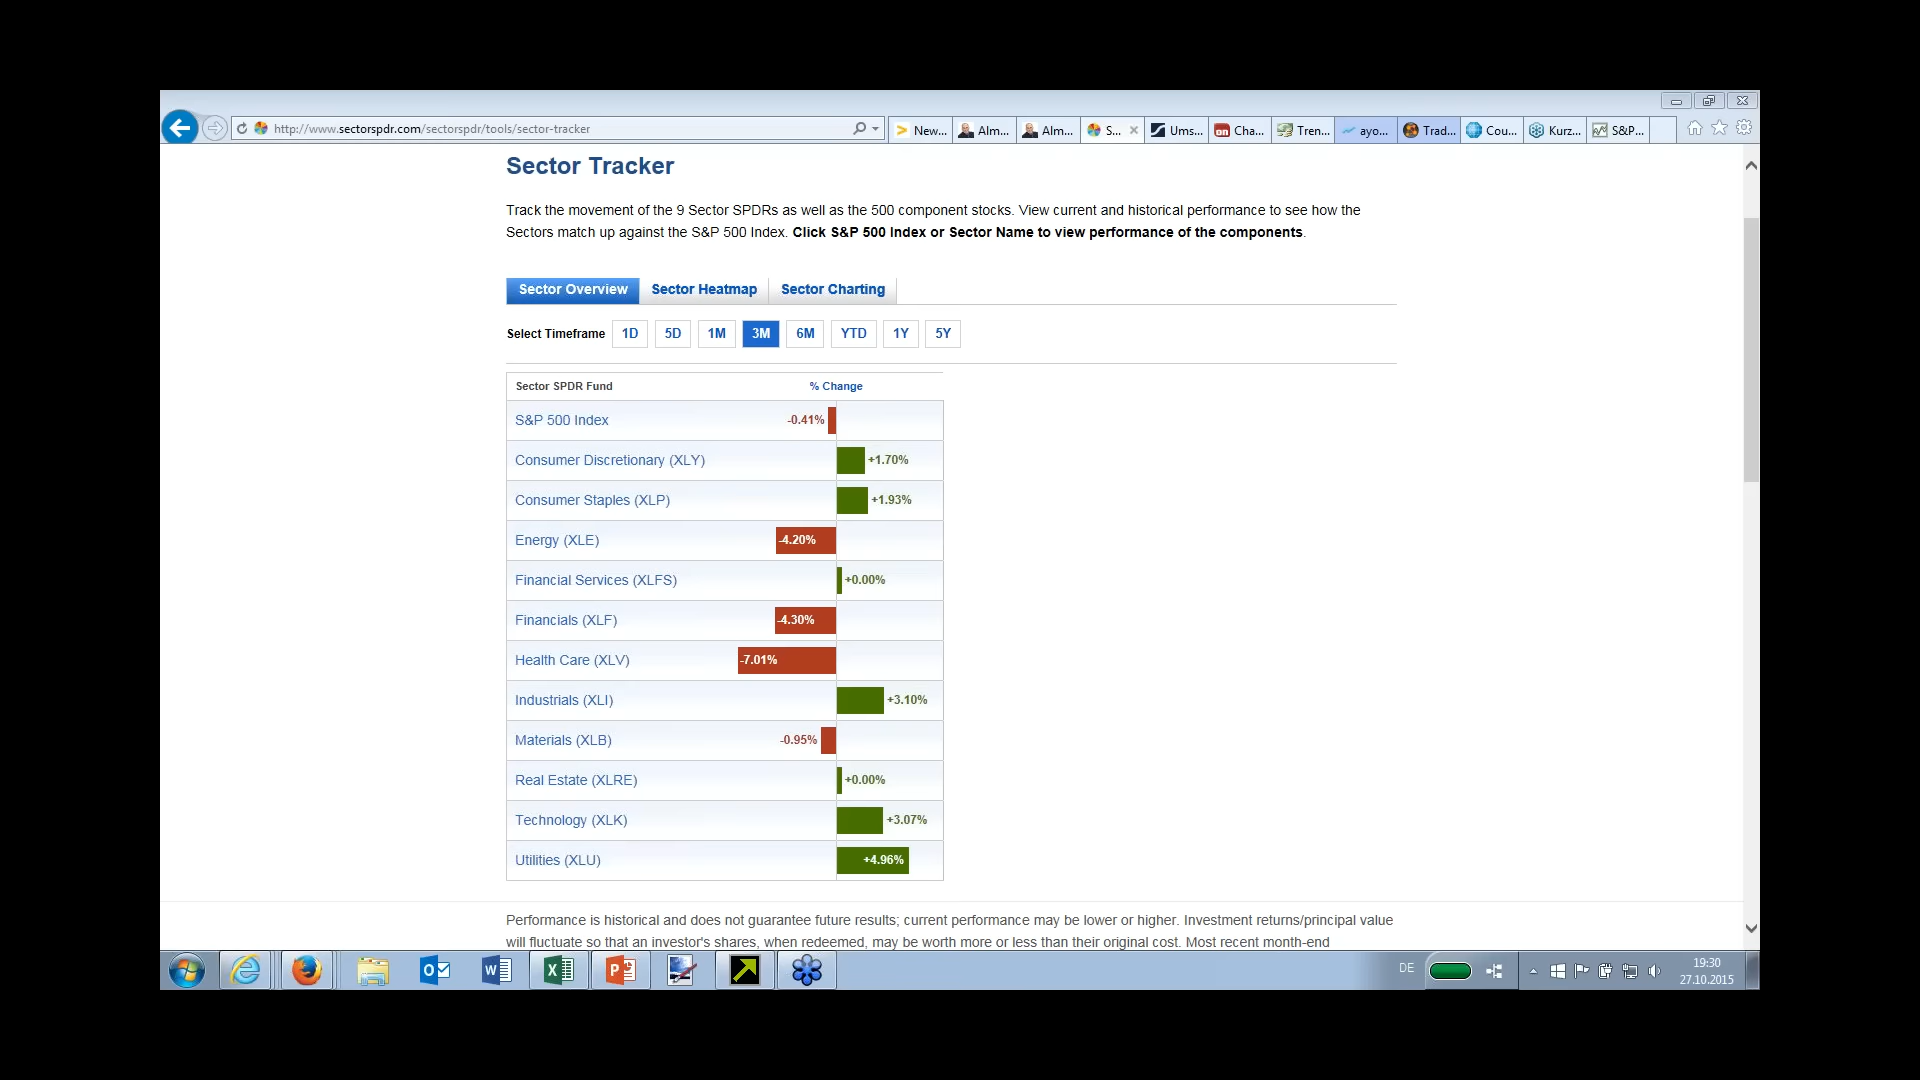 http://www.sectorspdr.com/sectorspdr/tools/sector-tracker
New...
Alm...
Alm...
S...
Ums...
Cha...
Tren...
ayo...
Trad...
Cou...
Kurz...
S&P...
Sector Tracker
Track the movement of the 9 Sector SPDRs as well as the 500 component stocks. View current and historical performance to see how the
Sectors match up against the S&P 500 Index. Click S&P 500 Index or Sector Name to view performance of the components.
Sector Overview Sector Heatmap Sector Charting
Select Timeframe 1D 5D 1M 3M 6M YTD 1Y 5Y
Sector SPDR Fund % Change
S&P 500 Index -0.41%
Consumer Discretionary (XLY) +1.70%
Consumer Staples (XLP) +1.93%
Energy (XLE) -4.20%
Financial Services (XLFS) +0.00%
Financials (XLF) -4.30%
Health Care (XLV) -7.01%
Industrials (XLI) +3.10%
Materials (XLB) -0.95%
Real Estate (XLRE) +0.00%
Technology (XLK) +3.07%
Utilities (XLU) +4.96%
Performance is historical and does not guarantee future results; current performance may be lower or higher. Investment returns/principal value
will fluctuate so that an investor's shares, when redeemed, may be worth more or less than their original cost. Most recent month-end
DE
19:30
27.10.2015